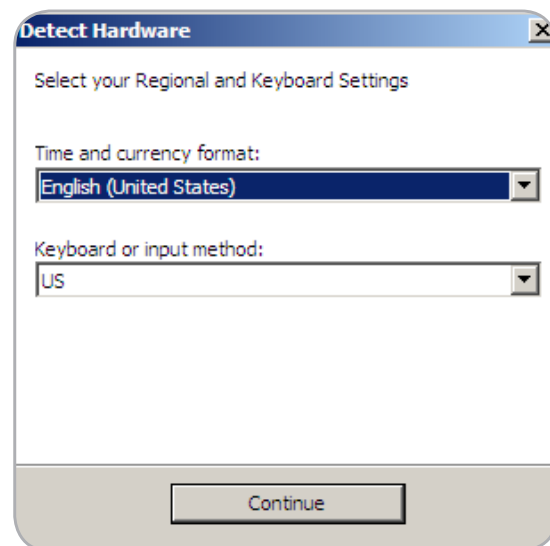 Detect Hardware
Select your Regional and Keyboard Settings
Time and currency format:
English (United States)
Keyboard or input method:
US
Continue